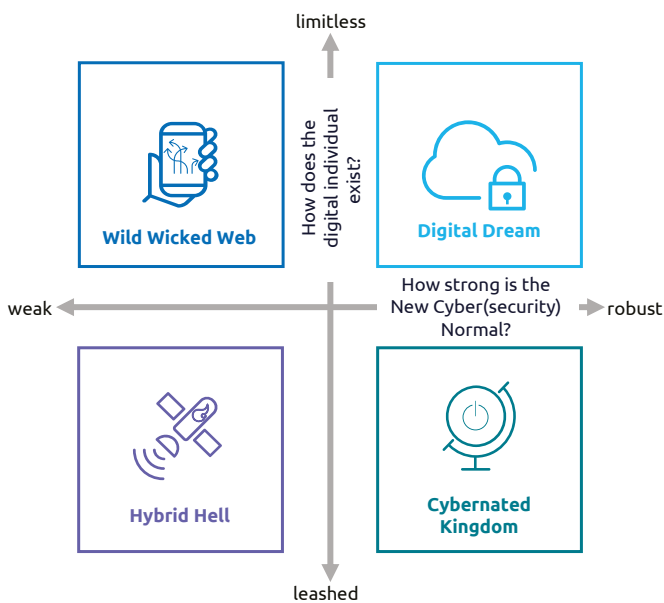 limitless
How does the
digital individual
exist?
Wild Wicked Web
Digital Dream
How strong is the
New Cyber(security)
Normal?
weak
robust
Hybrid Hell
Cybernated
Kingdom
leashed